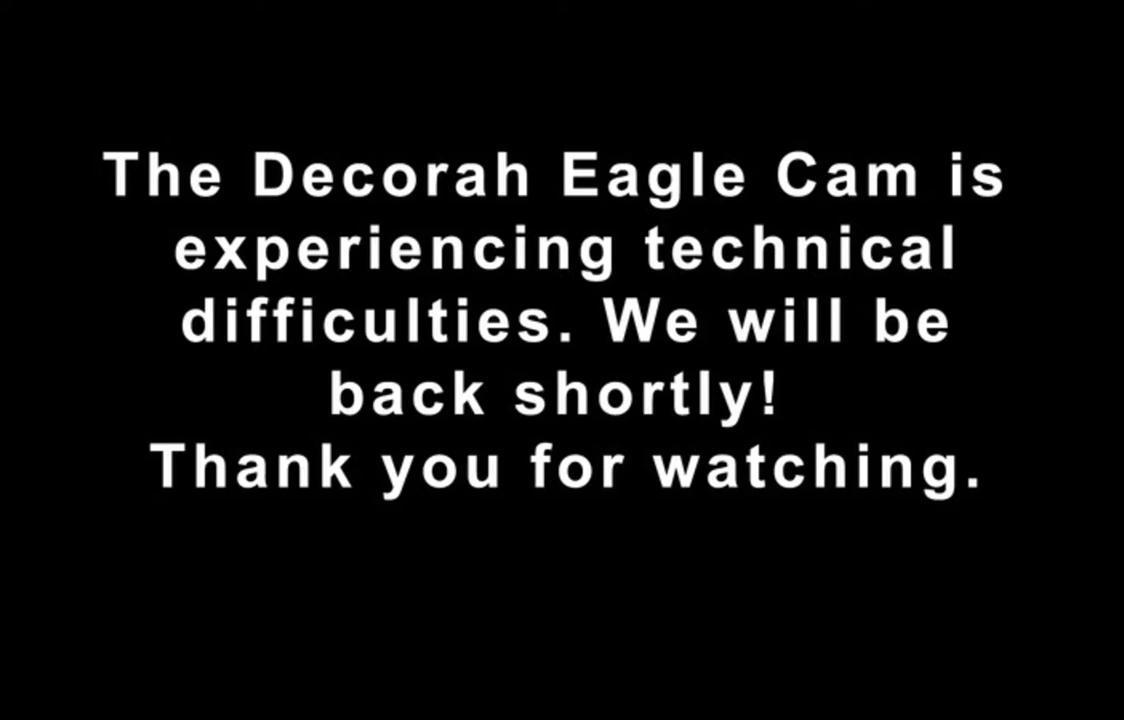 The Decorah Eagle Cam is
experiencing technical
difficulties. We will be
back shortly!
Thank you for watching.